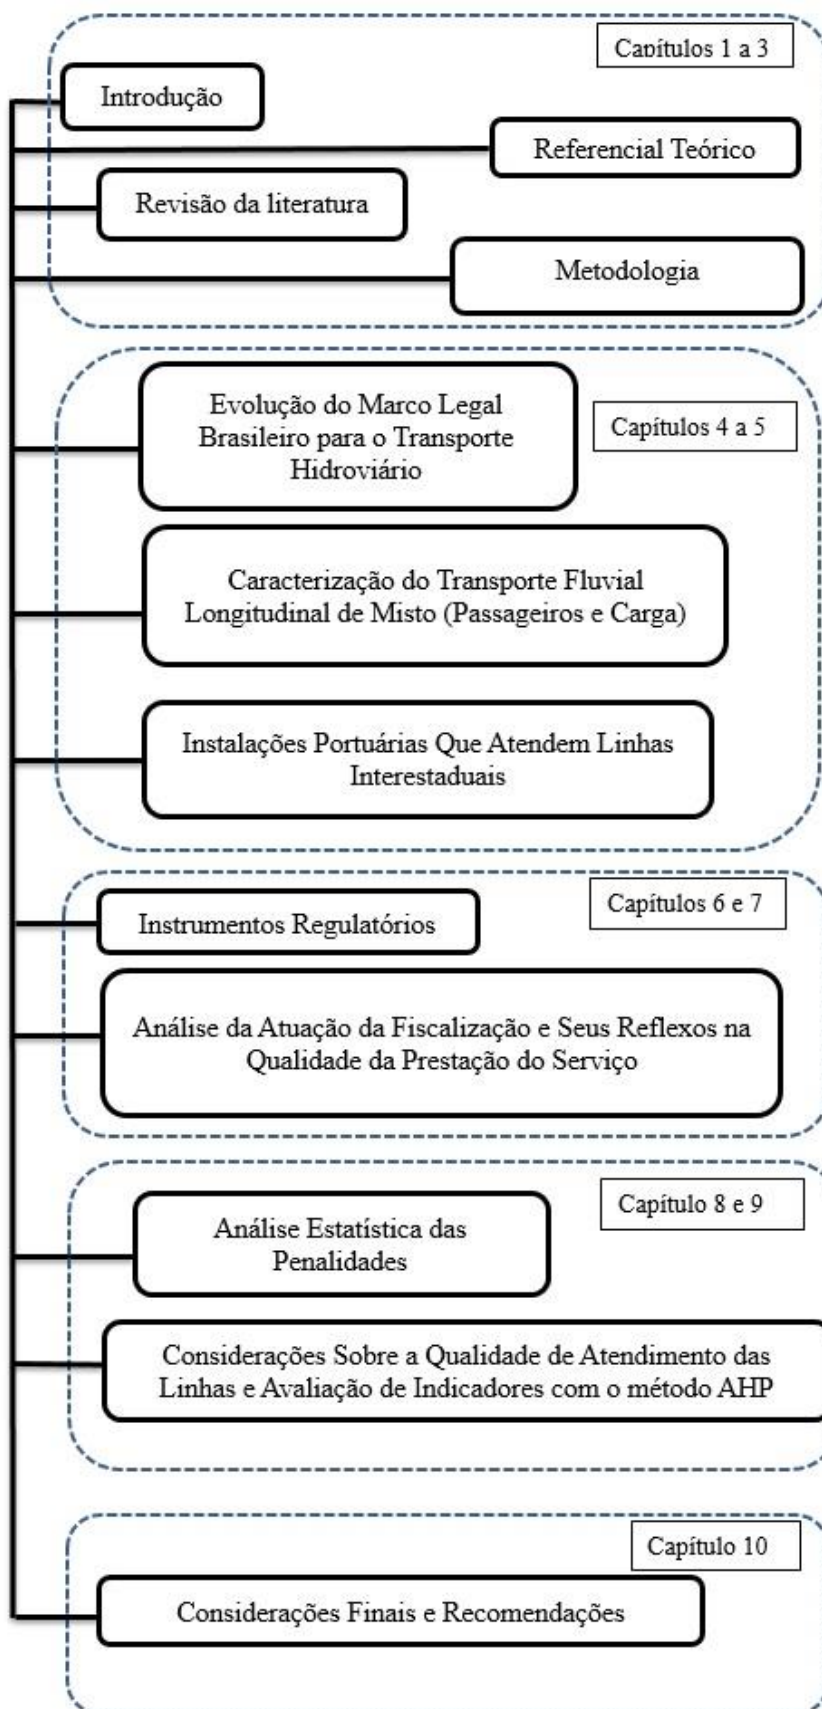 Capítulos 1 a 3
Introdução
Referencial Teórico
Revisão da literatura
Metodologia
Evolução do Marco Legal
Brasileiro para o Transporte
Hidroviário
Capítulos 4 a 5
Caracterização do Transporte Fluvial
Longitudinal de Misto (Passageiros e Carga)
Instalações Portuárias Que Atendem Linhas
Interestaduais
Capítulos 6 e 7
Instrumentos Regulatórios
Análise da Atuação da Fiscalização e Seus Reflexos na
Qualidade da Prestação do Serviço
Capítulo 8 e 9
Análise Estatística das
Penalidades
Considerações Sobre a Qualidade de Atendimento das
Linhas e Avaliação de Indicadores com o método AHP
Capítulo 10
Considerações Finais e Recomendações